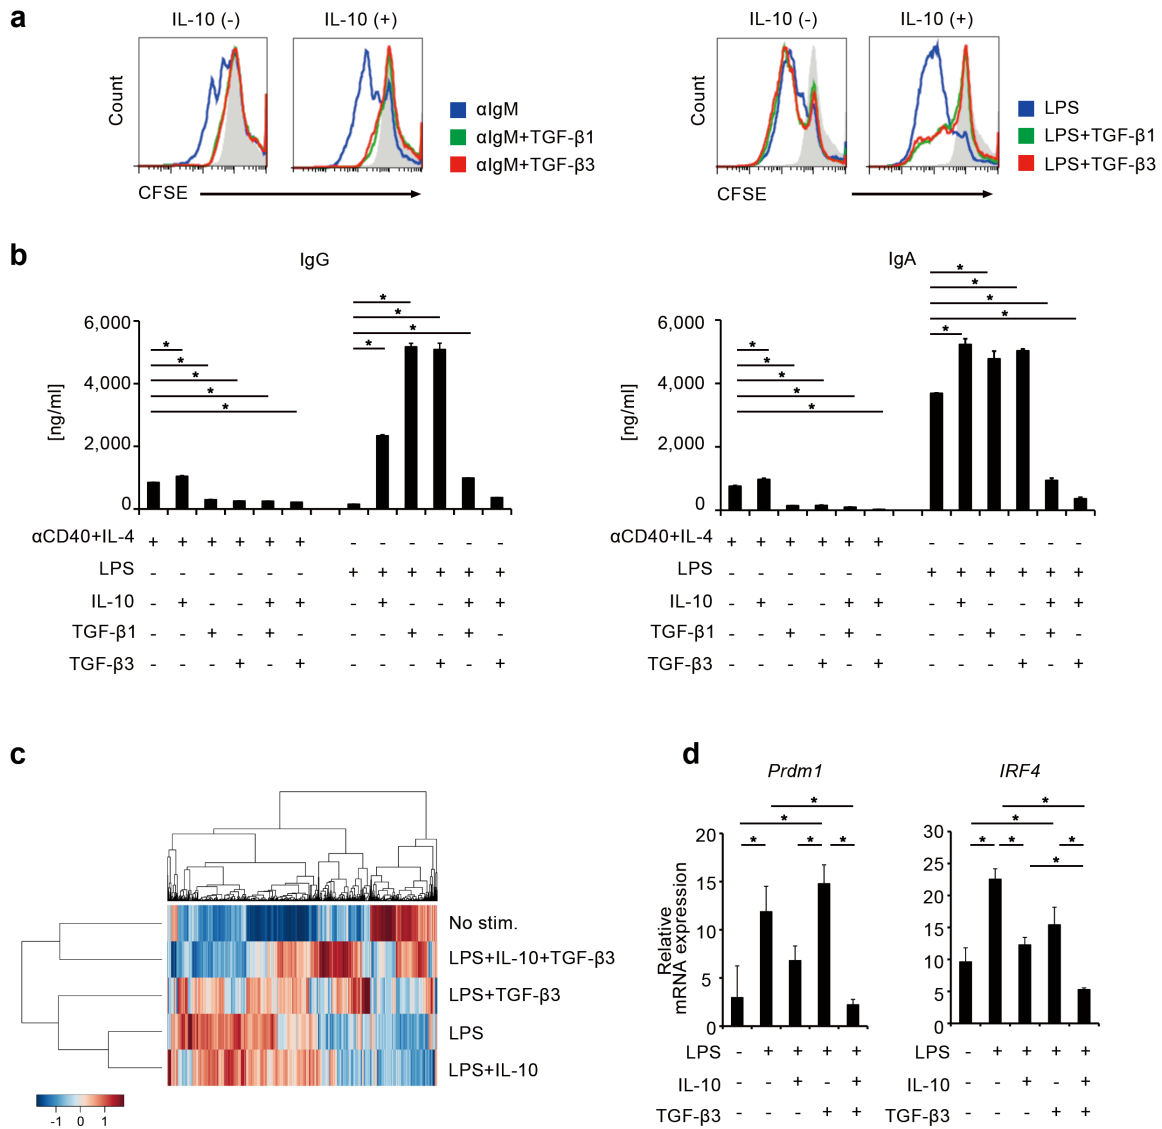 a
IL-10 (-) IL-10 (+) IL-10 (-) IL-10 (+)
Count
αIgM
αIgM+TGF-β1
αIgM+TGF-β3
CFSE
Count
LPS
LPS+TGF-β1
LPS+TGF-β3
CFSE
b
IgG
* * * * * * * * *
6,000
4,000
2,000
0
[ng/ml]
αCD40+IL-4 + + + + + + - - - - - -
LPS - - - - - - + + + + + +
IL-10 - + - - + + - + - - + +
TGF-β1 - - + - + - - - + - + -
TGF-β3 - - - + - + - - - + - +
IgA
* * * * * * * * * *
6,000
4,000
2,000
0
[ng/ml]
αCD40+IL-4 + + + + + + - - - - - -
LPS - - - - - - + + + + + +
IL-10 - + - - + + - + - - + +
TGF-β1 - - + - + - - - + - + -
TGF-β3 - - - + - + - - - + - +
c
No stim.
LPS+IL-10+TGF-β3
LPS+TGF-β3
LPS
LPS+IL-10
-1 0 1
d
Prdm1
* * * * *
20
15
10
5
0
Relative
mRNA expression
LPS - + + + +
IL-10 - - + - +
TGF-β3 - - - + +
IRF4
* * * * * *
30
25
20
15
10
5
0
LPS - + + + +
IL-10 - - + - +
TGF-β3 - - - + +